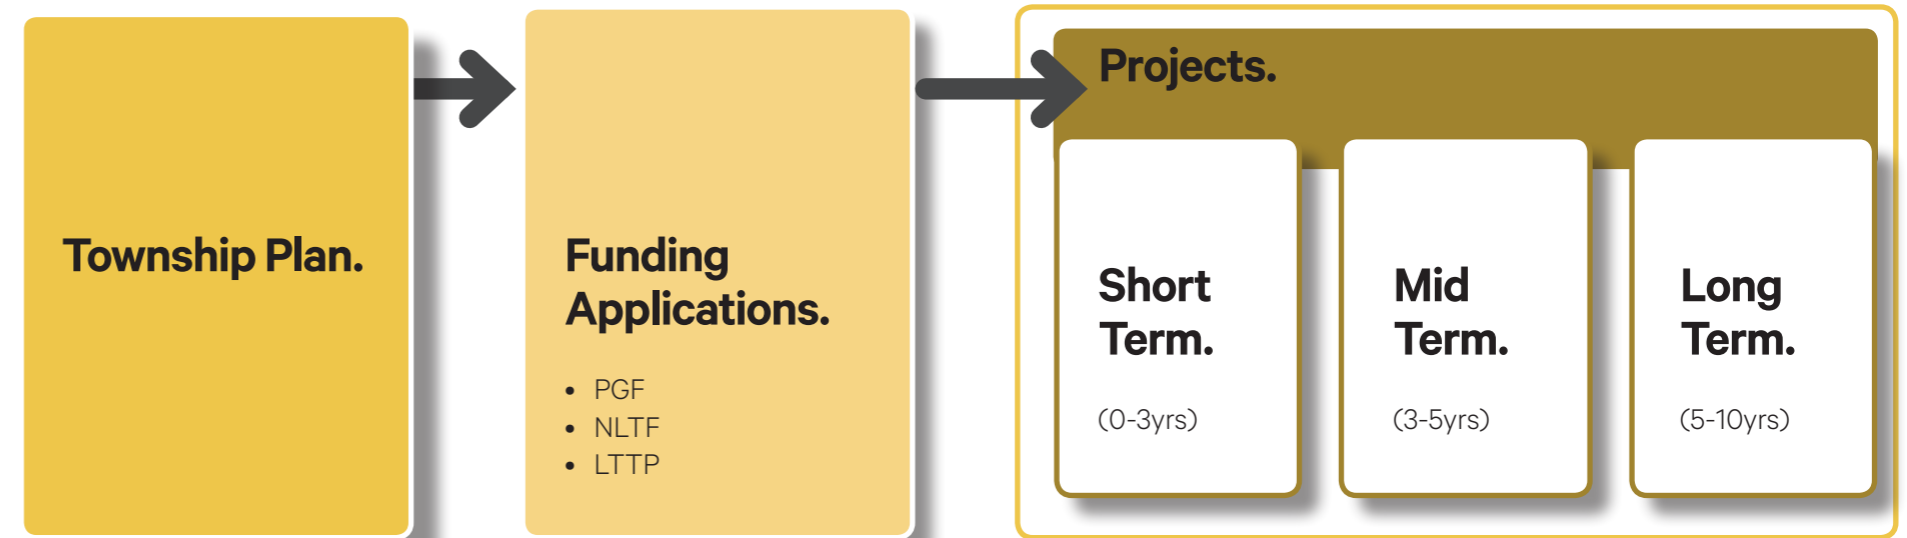 Township Plan.
Funding
Applications.
• PGF
• NLTF
• LTTP
Projects.
Short
Term.
(0-3yrs)
Mid
Term.
(3-5yrs)
Long
Term.
(5-10yrs)